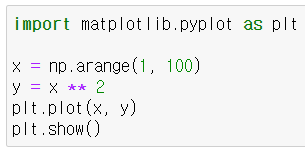 import matplotlib.pyplot as plt
x = np.arange(1, 100)
y = x ** 2
plt.plot(x, y)
plt.show()